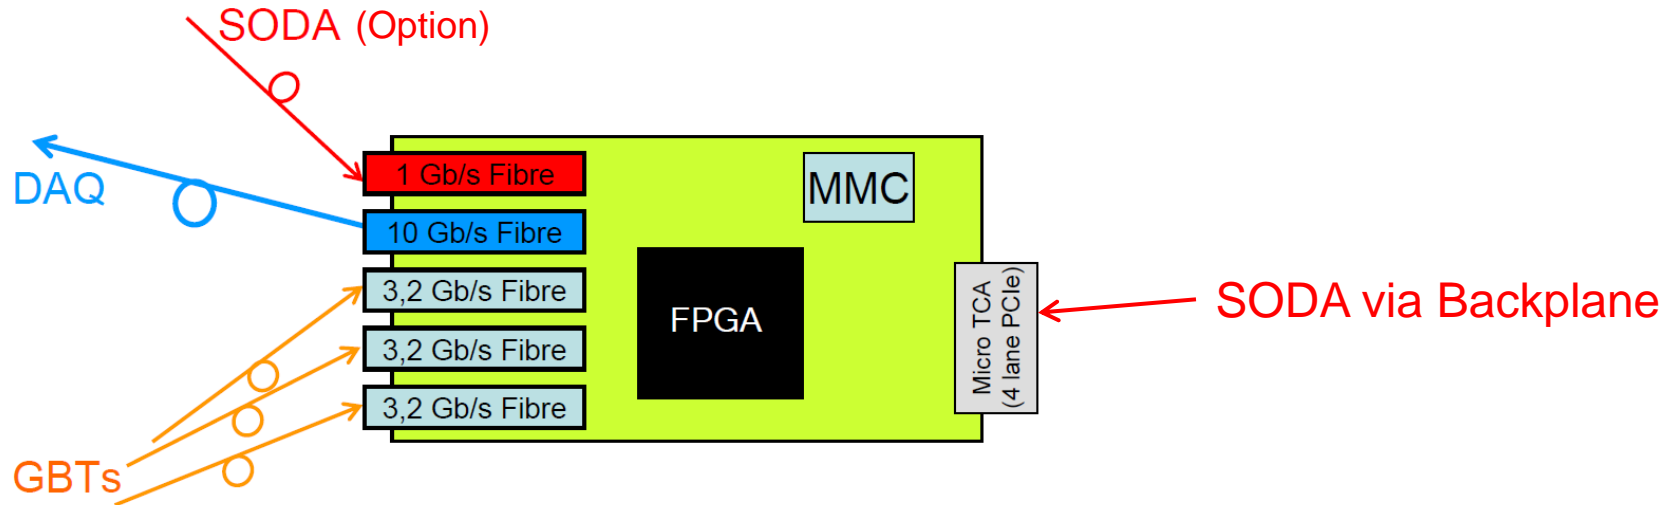 SODA (Option)
DAQ
1 Gb/s Fibre
10 Gb/s Fibre
3,2 Gb/s Fibre
3,2 Gb/s Fibre
3,2 Gb/s Fibre
GBTs
MMC
FPGA
Micro TCA
(4 lane PCIe)
SODA via Backplane